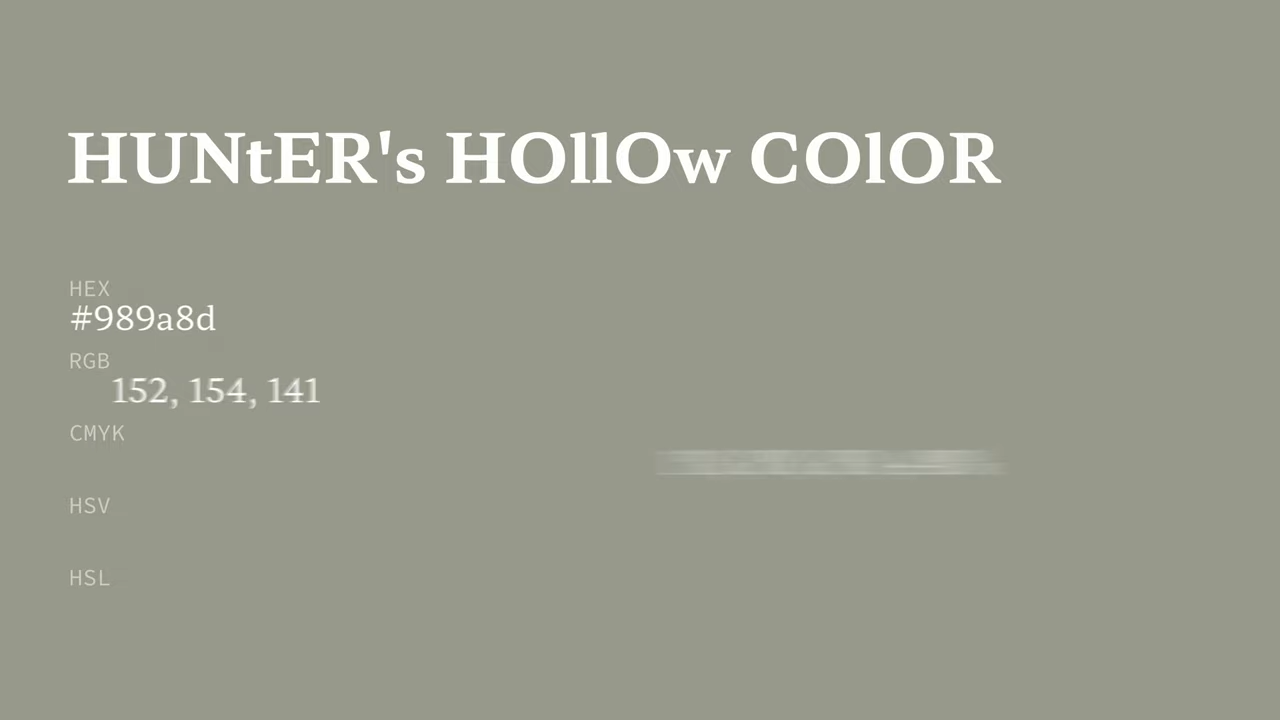 HUNtER's HOllOw COlOR
HEX
#989a8d
RGB
152, 154, 141
CMYK
HSV
HSL